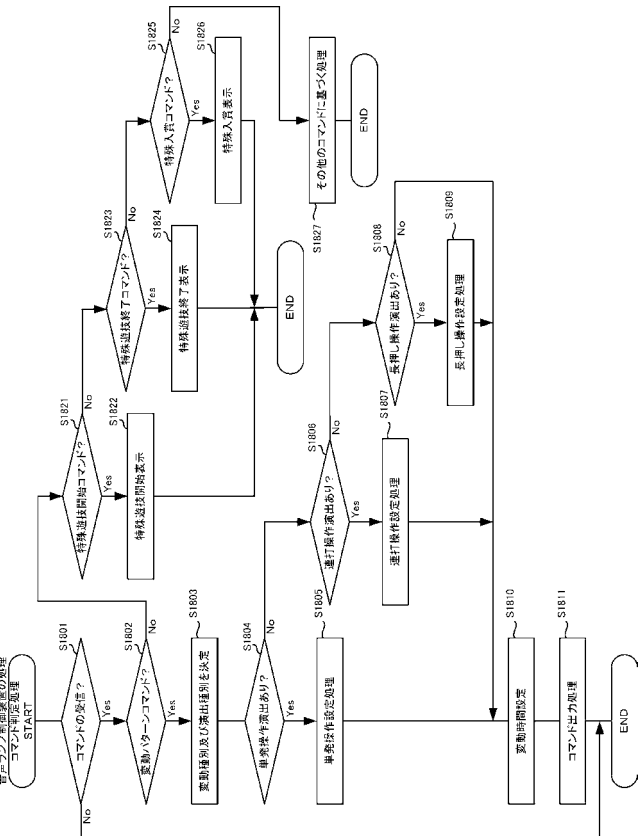 音声ランプ制御装置の処理
コマンド判定処理
START
S1801
コマンドの受信?
No
Yes
S1802
変動パターンコマンド?
No
Yes
S1803
変動種別及び演出種別を決定
S1804
単発操作演出あり?
No
Yes
S1805
単発操作設定処理
S1806
連打操作演出あり?
No
Yes
S1807
連打操作設定処理
S1808
長押し操作演出あり?
No
Yes
S1809
長押し操作設定処理
S1810
変動時間設定
S1811
コマンド出力処理
END
S1821
特殊遊技開始コマンド?
No
Yes
S1822
特殊遊技開始表示
S1823
特殊遊技終了コマンド?
No
Yes
S1824
特殊遊技終了表示
S1825
特殊入賞コマンド?
No
Yes
S1826
特殊入賞表示
END
S1827
その他のコマンドに基づく処理
END